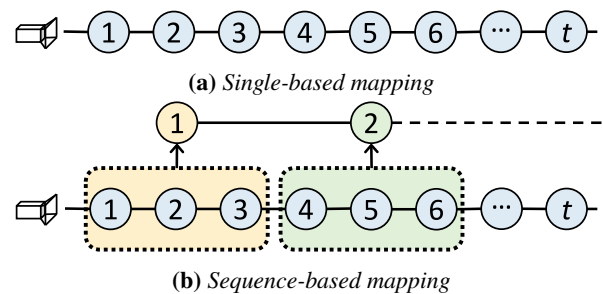 1 2 3 4 5 6 ... t
(a) Single-based mapping
1 2
1 2 3 4 5 6 ... t
(b) Sequence-based mapping